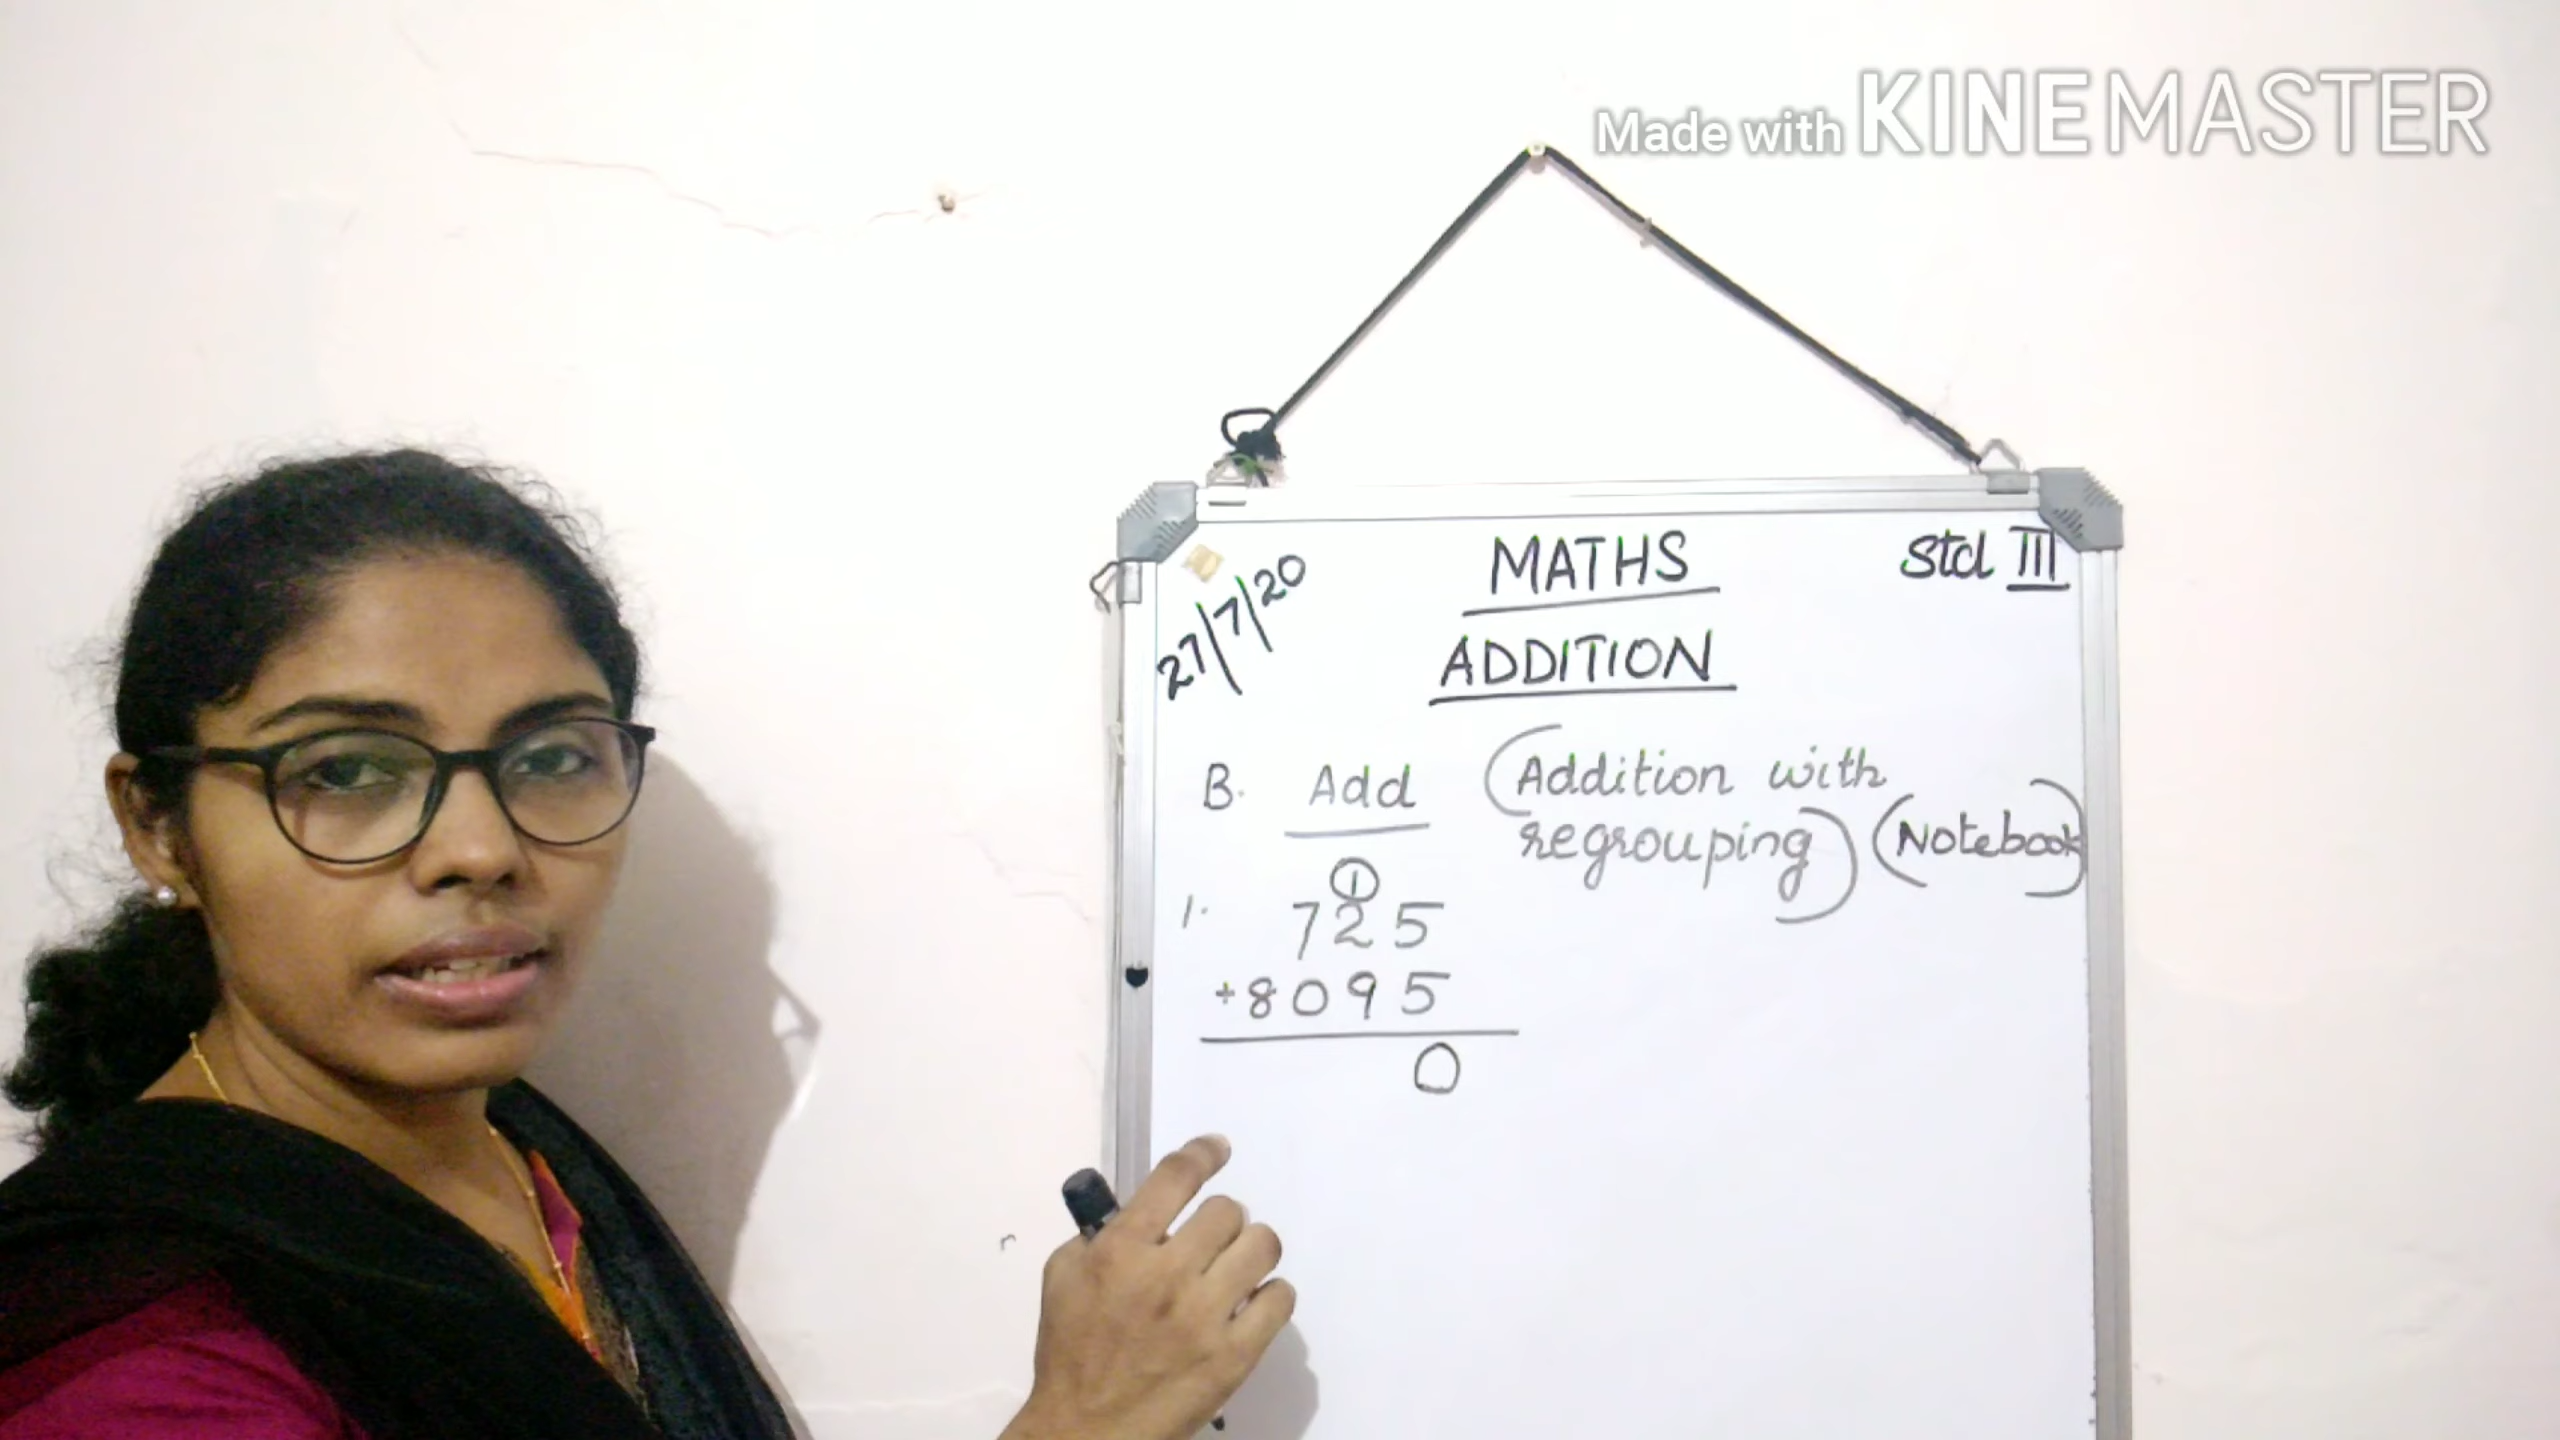 Made with KINEMASTER
27/7/20
MATHS
Std III
ADDITION
B. Add (Addition with
regrouping) (Notebook)
1
1. 725
+8095
0